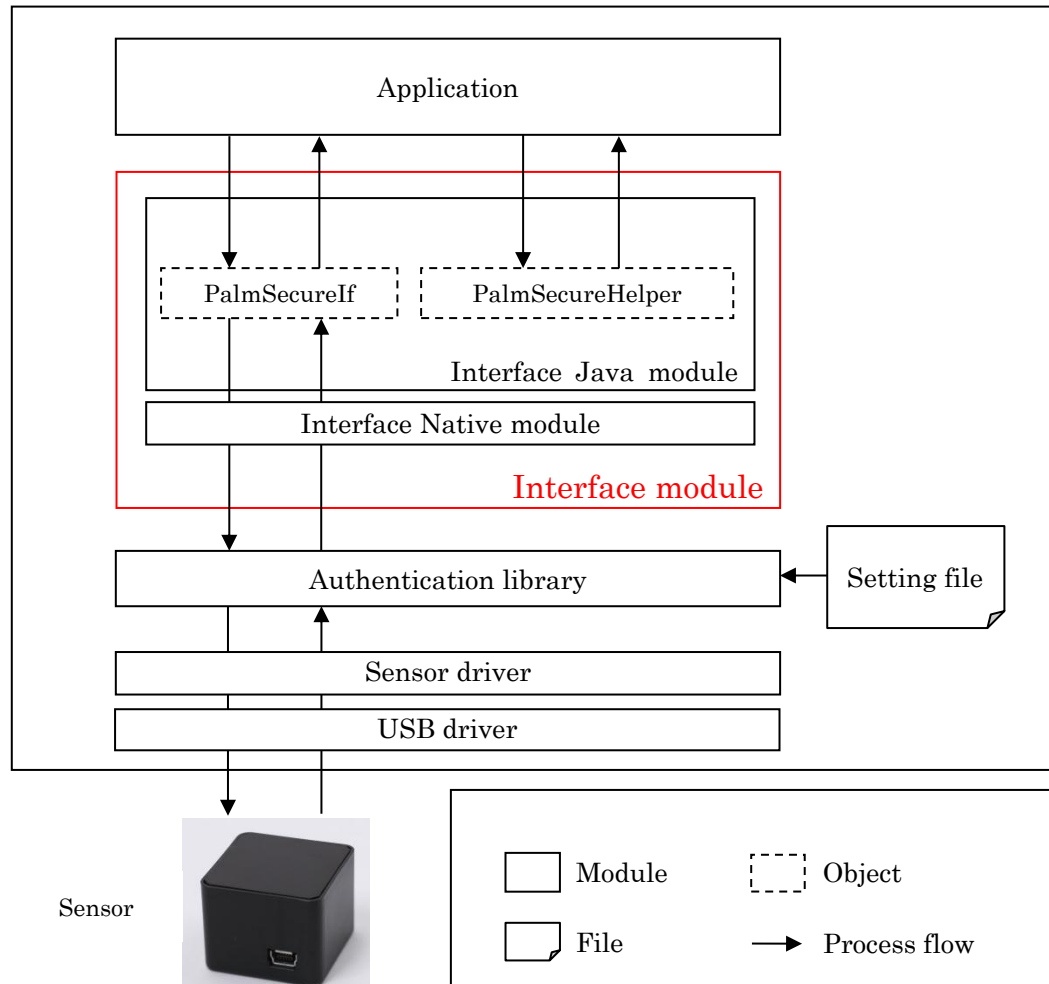 Application
PalmSecureIf
PalmSecureHelper
Interface Java module
Interface Native module
Interface module
Authentication library
Setting file
Sensor driver
USB driver
Sensor
Module
Object
File
Process flow